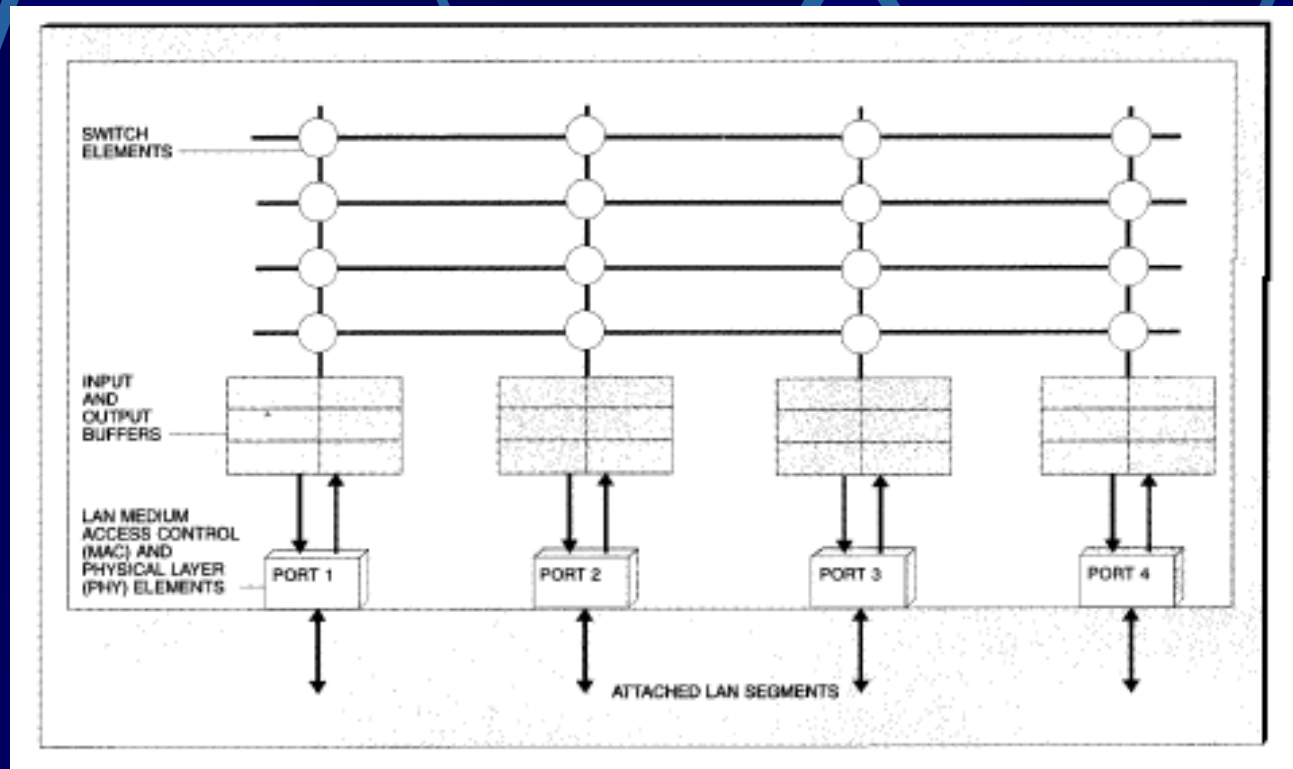 SWITCH
ELEMENTS
INPUT
AND
OUTPUT
BUFFERS
LAN MEDIUM
ACCESS CONTROL
(MAC) AND
PHYSICAL LAYER
(PHY) ELEMENTS
PORT 1
PORT 2
PORT 3
PORT 4
ATTACHED LAN SEGMENTS